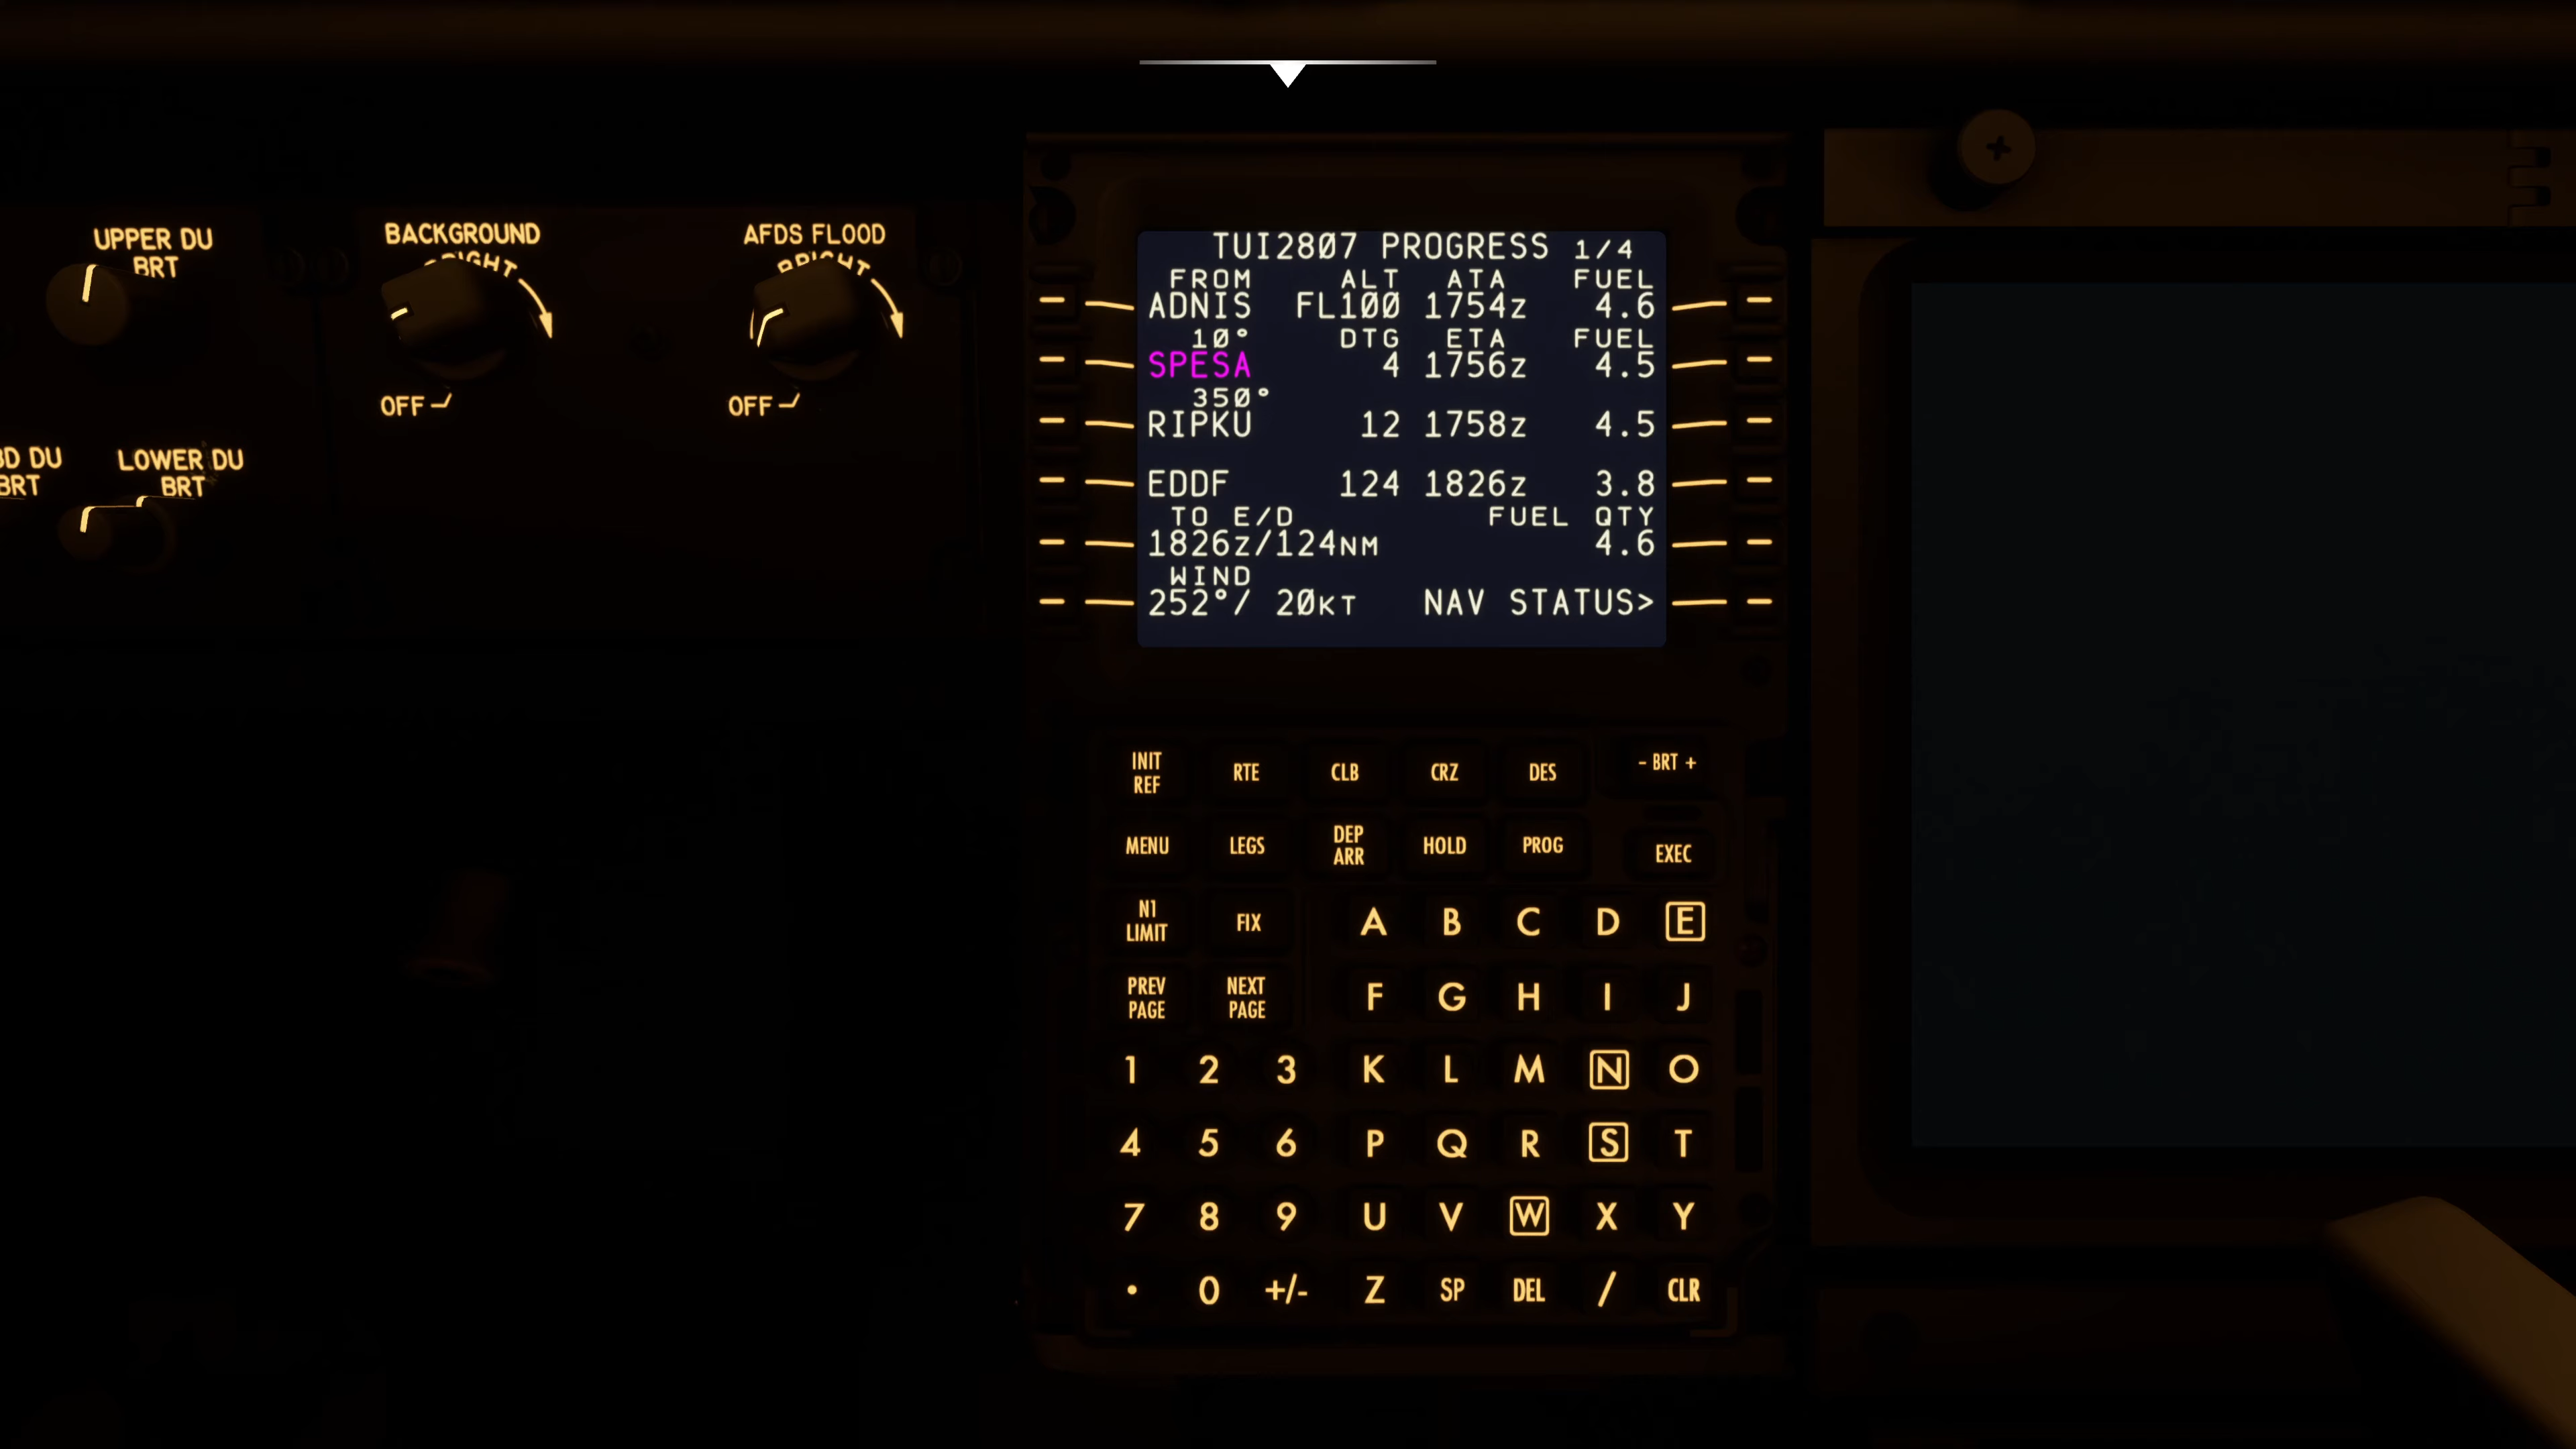 UPPER DU
BRT
BACKGROUND
OFF
AFDS FLOOD
BRIGHT
OFF
LOWER DU
BRT
DU
BRT
TUI2807 PROGRESS 1/4
FROM ALT ATA FUEL
ADNIS FL100 1754z 4.6
10° DTG ETA FUEL
SPESA 4 1756z 4.5
350°
RIPKU 12 1758z 4.5
EDDF 124 1826z 3.8
TO E/D FUEL QTY
1826z/124NM 4.6
WIND
252°/ 20KT NAV STATUS>
INIT REF RTE CLB CRZ DES - BRT +
MENU LEGS DEP ARR HOLD PROG EXEC
N1 LIMIT FIX A B C D E
PREV PAGE NEXT PAGE F G H I J
1 2 3 K L M N O
4 5 6 P Q R S T
7 8 9 U V W X Y
. 0 +/- Z SP DEL / CLR